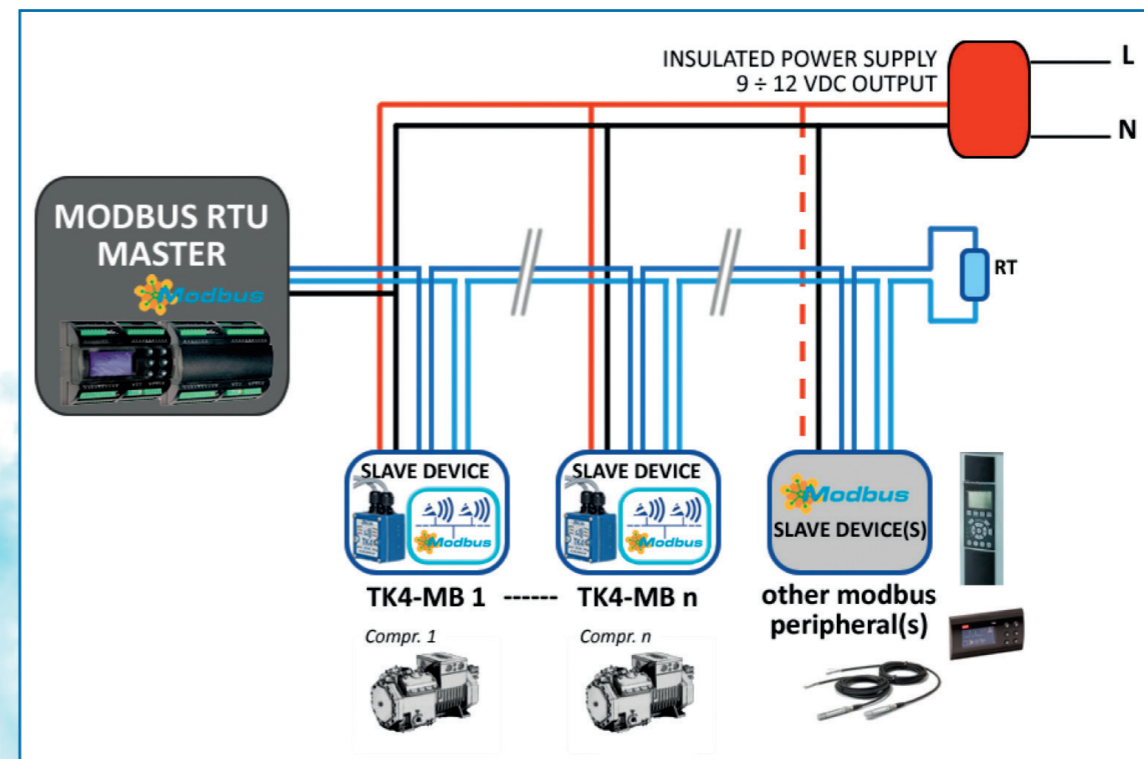 INSULATED POWER SUPPLY
9 ÷ 12 VDC OUTPUT
L
N
MODBUS RTU
MASTER
Modbus
RT
SLAVE DEVICE
Modbus
SLAVE DEVICE
Modbus
Modbus
SLAVE DEVICE(S)
TK4-MB 1 ------ TK4-MB n
other modbus
peripheral(s)
Compr. 1
Compr. n